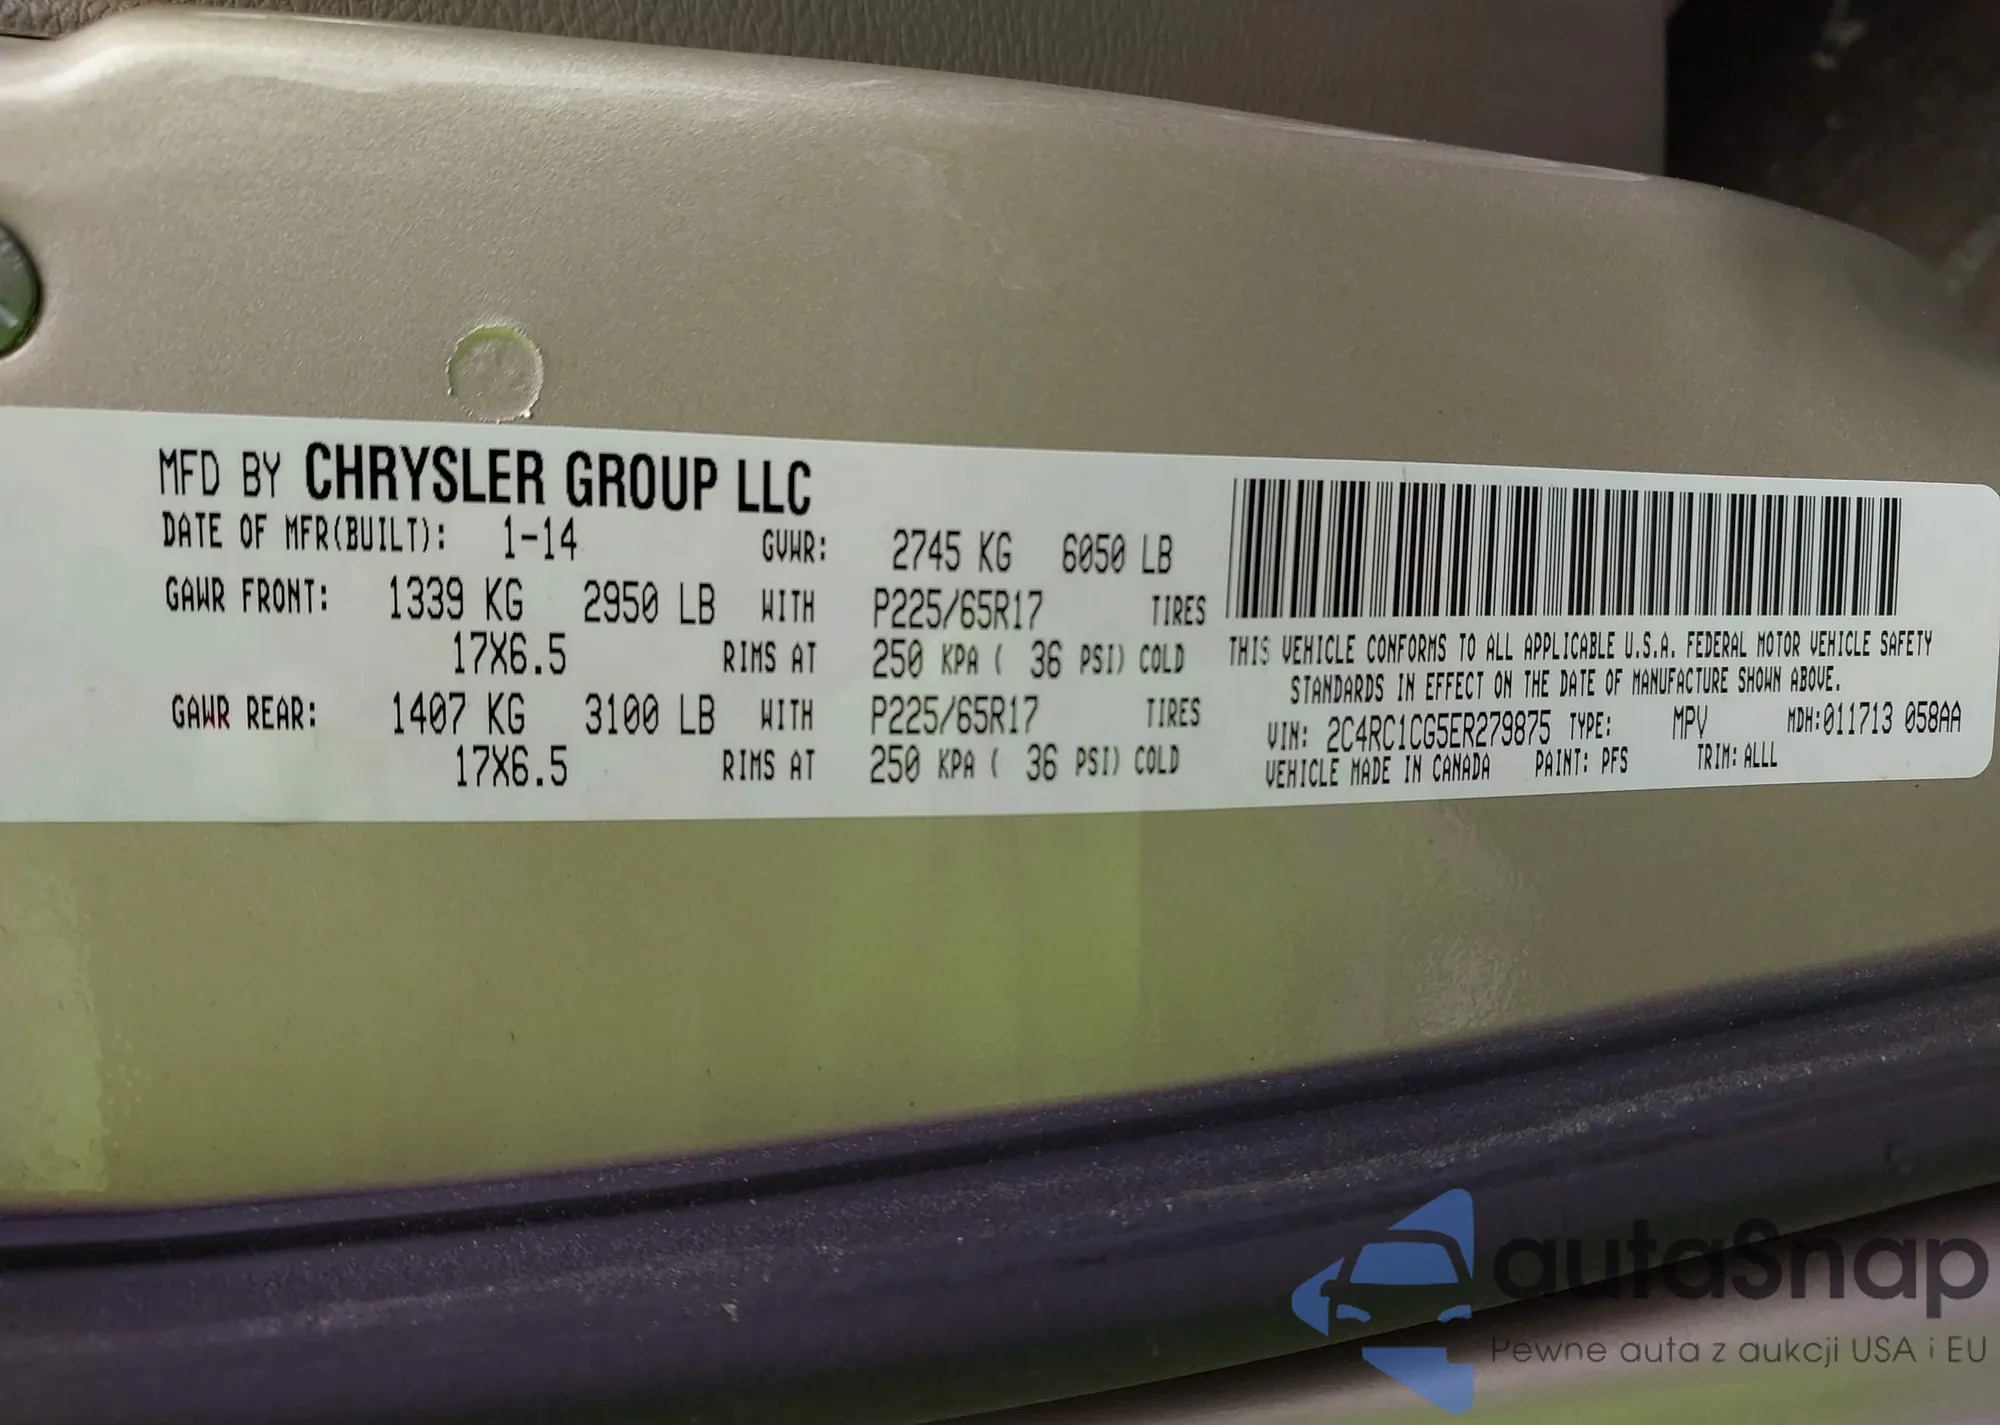 MFD BY CHRYSLER GROUP LLC
DATE OF MFR(BUILT): 1-14 GVWR: 2745 KG 6050 LB
GAWR FRONT: 1339 KG 2950 LB WITH P225/65R17 TIRES
17X6.5 RIMS AT 250 KPA ( 36 PSI) COLD
GAWR REAR: 1407 KG 3100 LB WITH P225/65R17 TIRES
17X6.5 RIMS AT 250 KPA ( 36 PSI) COLD
THIS VEHICLE CONFORMS TO ALL APPLICABLE U.S.A. FEDERAL MOTOR VEHICLE SAFETY
STANDARDS IN EFFECT ON THE DATE OF MANUFACTURE SHOWN ABOVE.
VIN: 2C4RC1CG5ER279875 TYPE: MPV MDH:011713 058AA
VEHICLE MADE IN CANADA PAINT: PFS TRIM: ALLL
autaSnap
Pewne auta z aukcji USA i EU